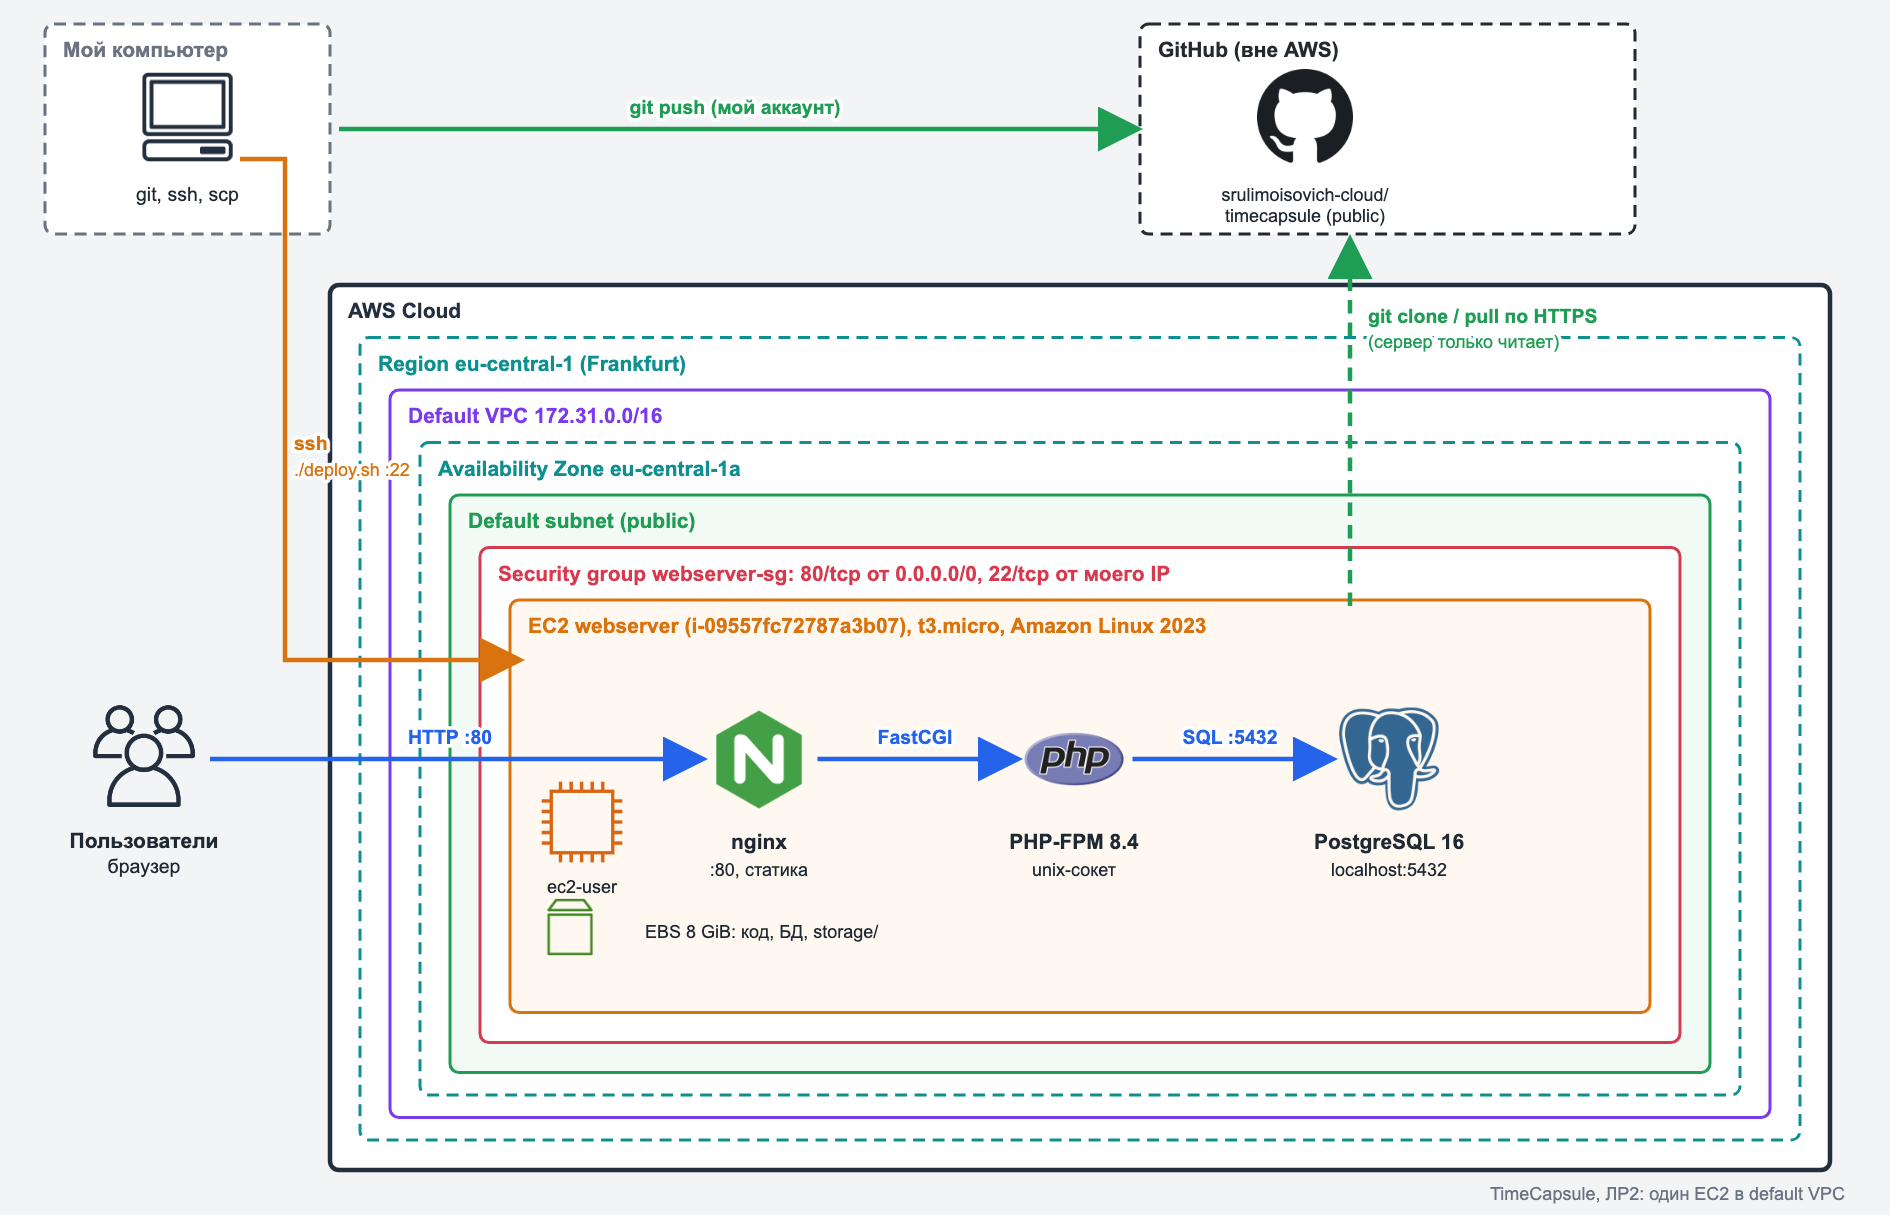 Мой компьютер
git, ssh, scp
git push (мой аккаунт)
GitHub (вне AWS)
srulimoisovich-cloud/
timecapsule (public)
AWS Cloud
git clone / pull по HTTPS
(сервер только читает)
Region eu-central-1 (Frankfurt)
Default VPC 172.31.0.0/16
ssh
./deploy.sh :22
Availability Zone eu-central-1a
Default subnet (public)
Security group webserver-sg: 80/tcp от 0.0.0.0/0, 22/tcp от моего IP
EC2 webserver (i-09557fc72787a3b07), t3.micro, Amazon Linux 2023
HTTP :80
FastCGI
SQL :5432
N
php
Пользователи
браузер
nginx
:80, статика
PHP-FPM 8.4
unix-сокет
PostgreSQL 16
localhost:5432
ec2-user
EBS 8 GiB: код, БД, storage/
TimeCapsule, ЛР2: один EC2 в default VPC